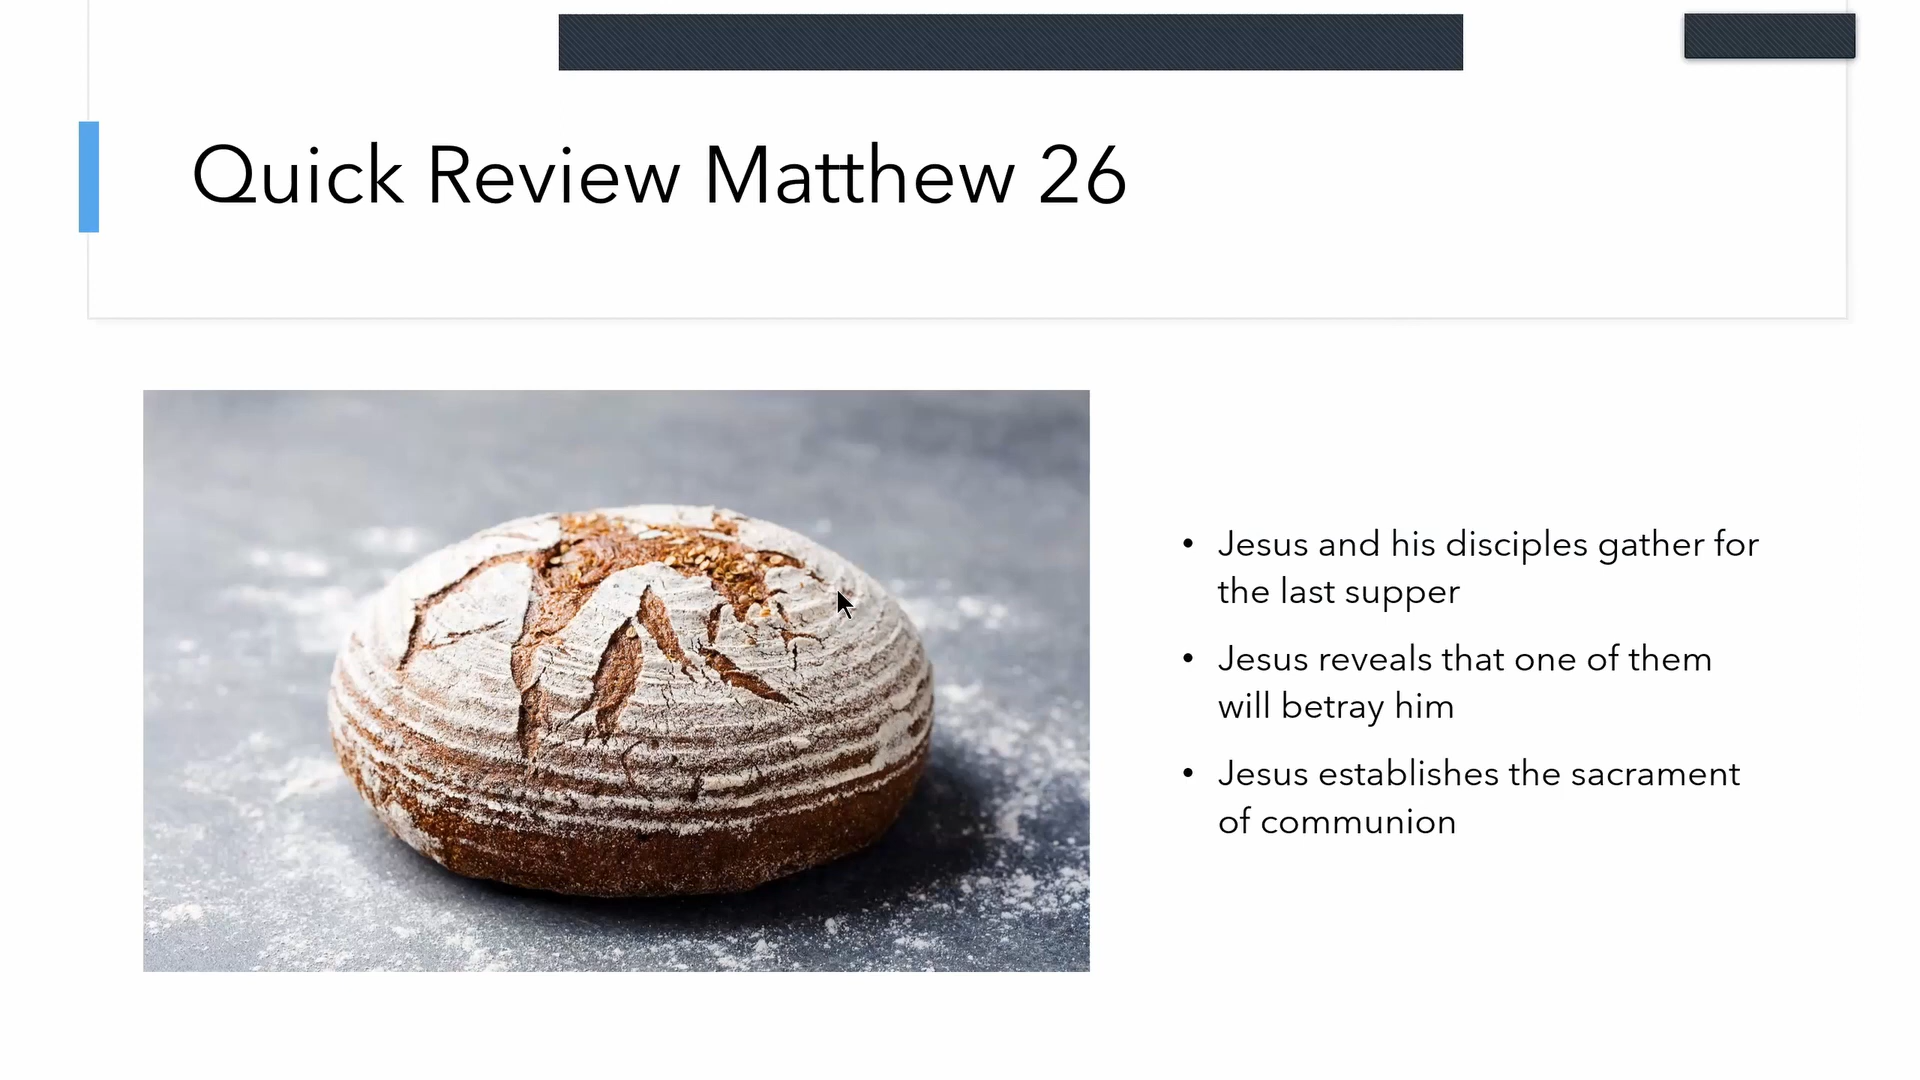 Quick Review Matthew 26
• Jesus and his disciples gather for
the last supper
• Jesus reveals that one of them
will betray him
• Jesus establishes the sacrament
of communion